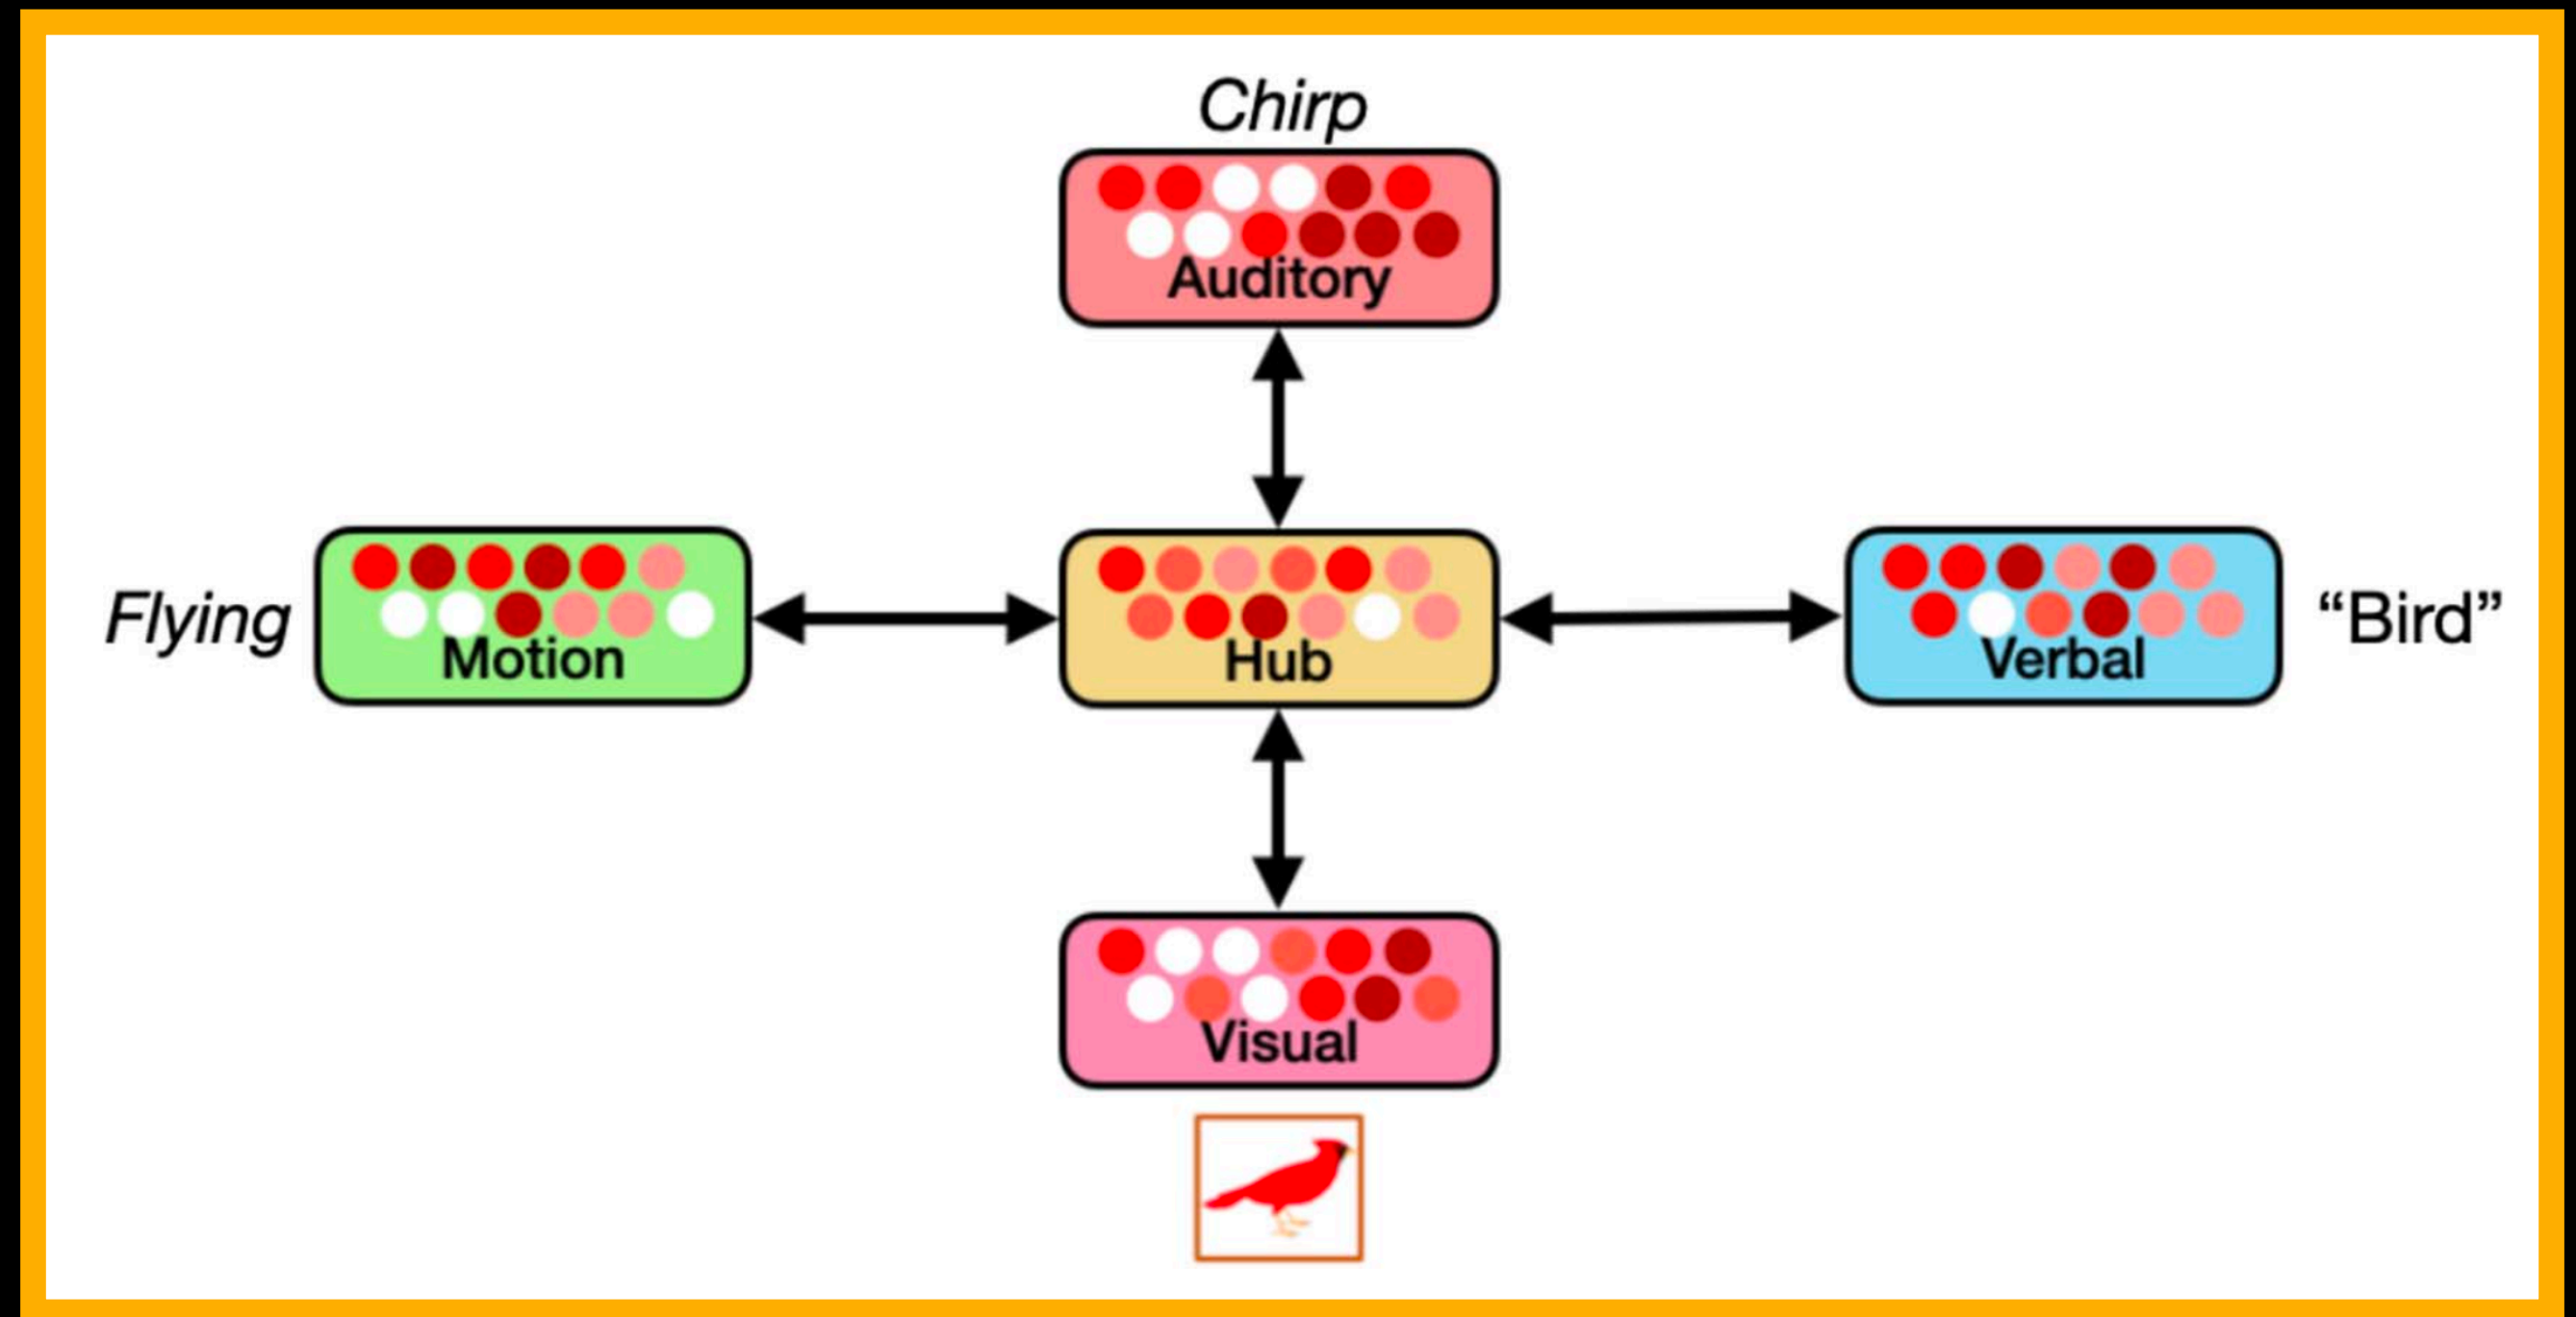 Chirp
Auditory
Flying
Motion
Hub
Verbal
“Bird”
Visual